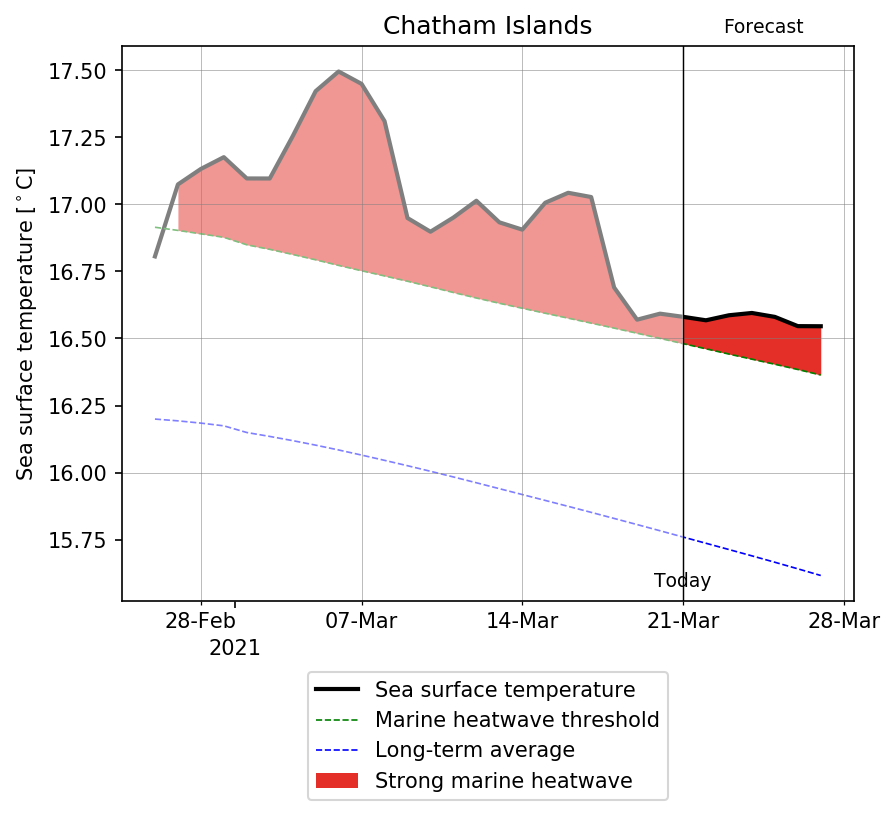 Chatham Islands
Forecast
Sea surface temperature [°C]
17.50
17.25
17.00
16.75
16.50
16.25
16.00
15.75
Today
28-Feb
07-Mar
14-Mar
21-Mar
28-Mar
2021
Sea surface temperature
Marine heatwave threshold
Long-term average
Strong marine heatwave